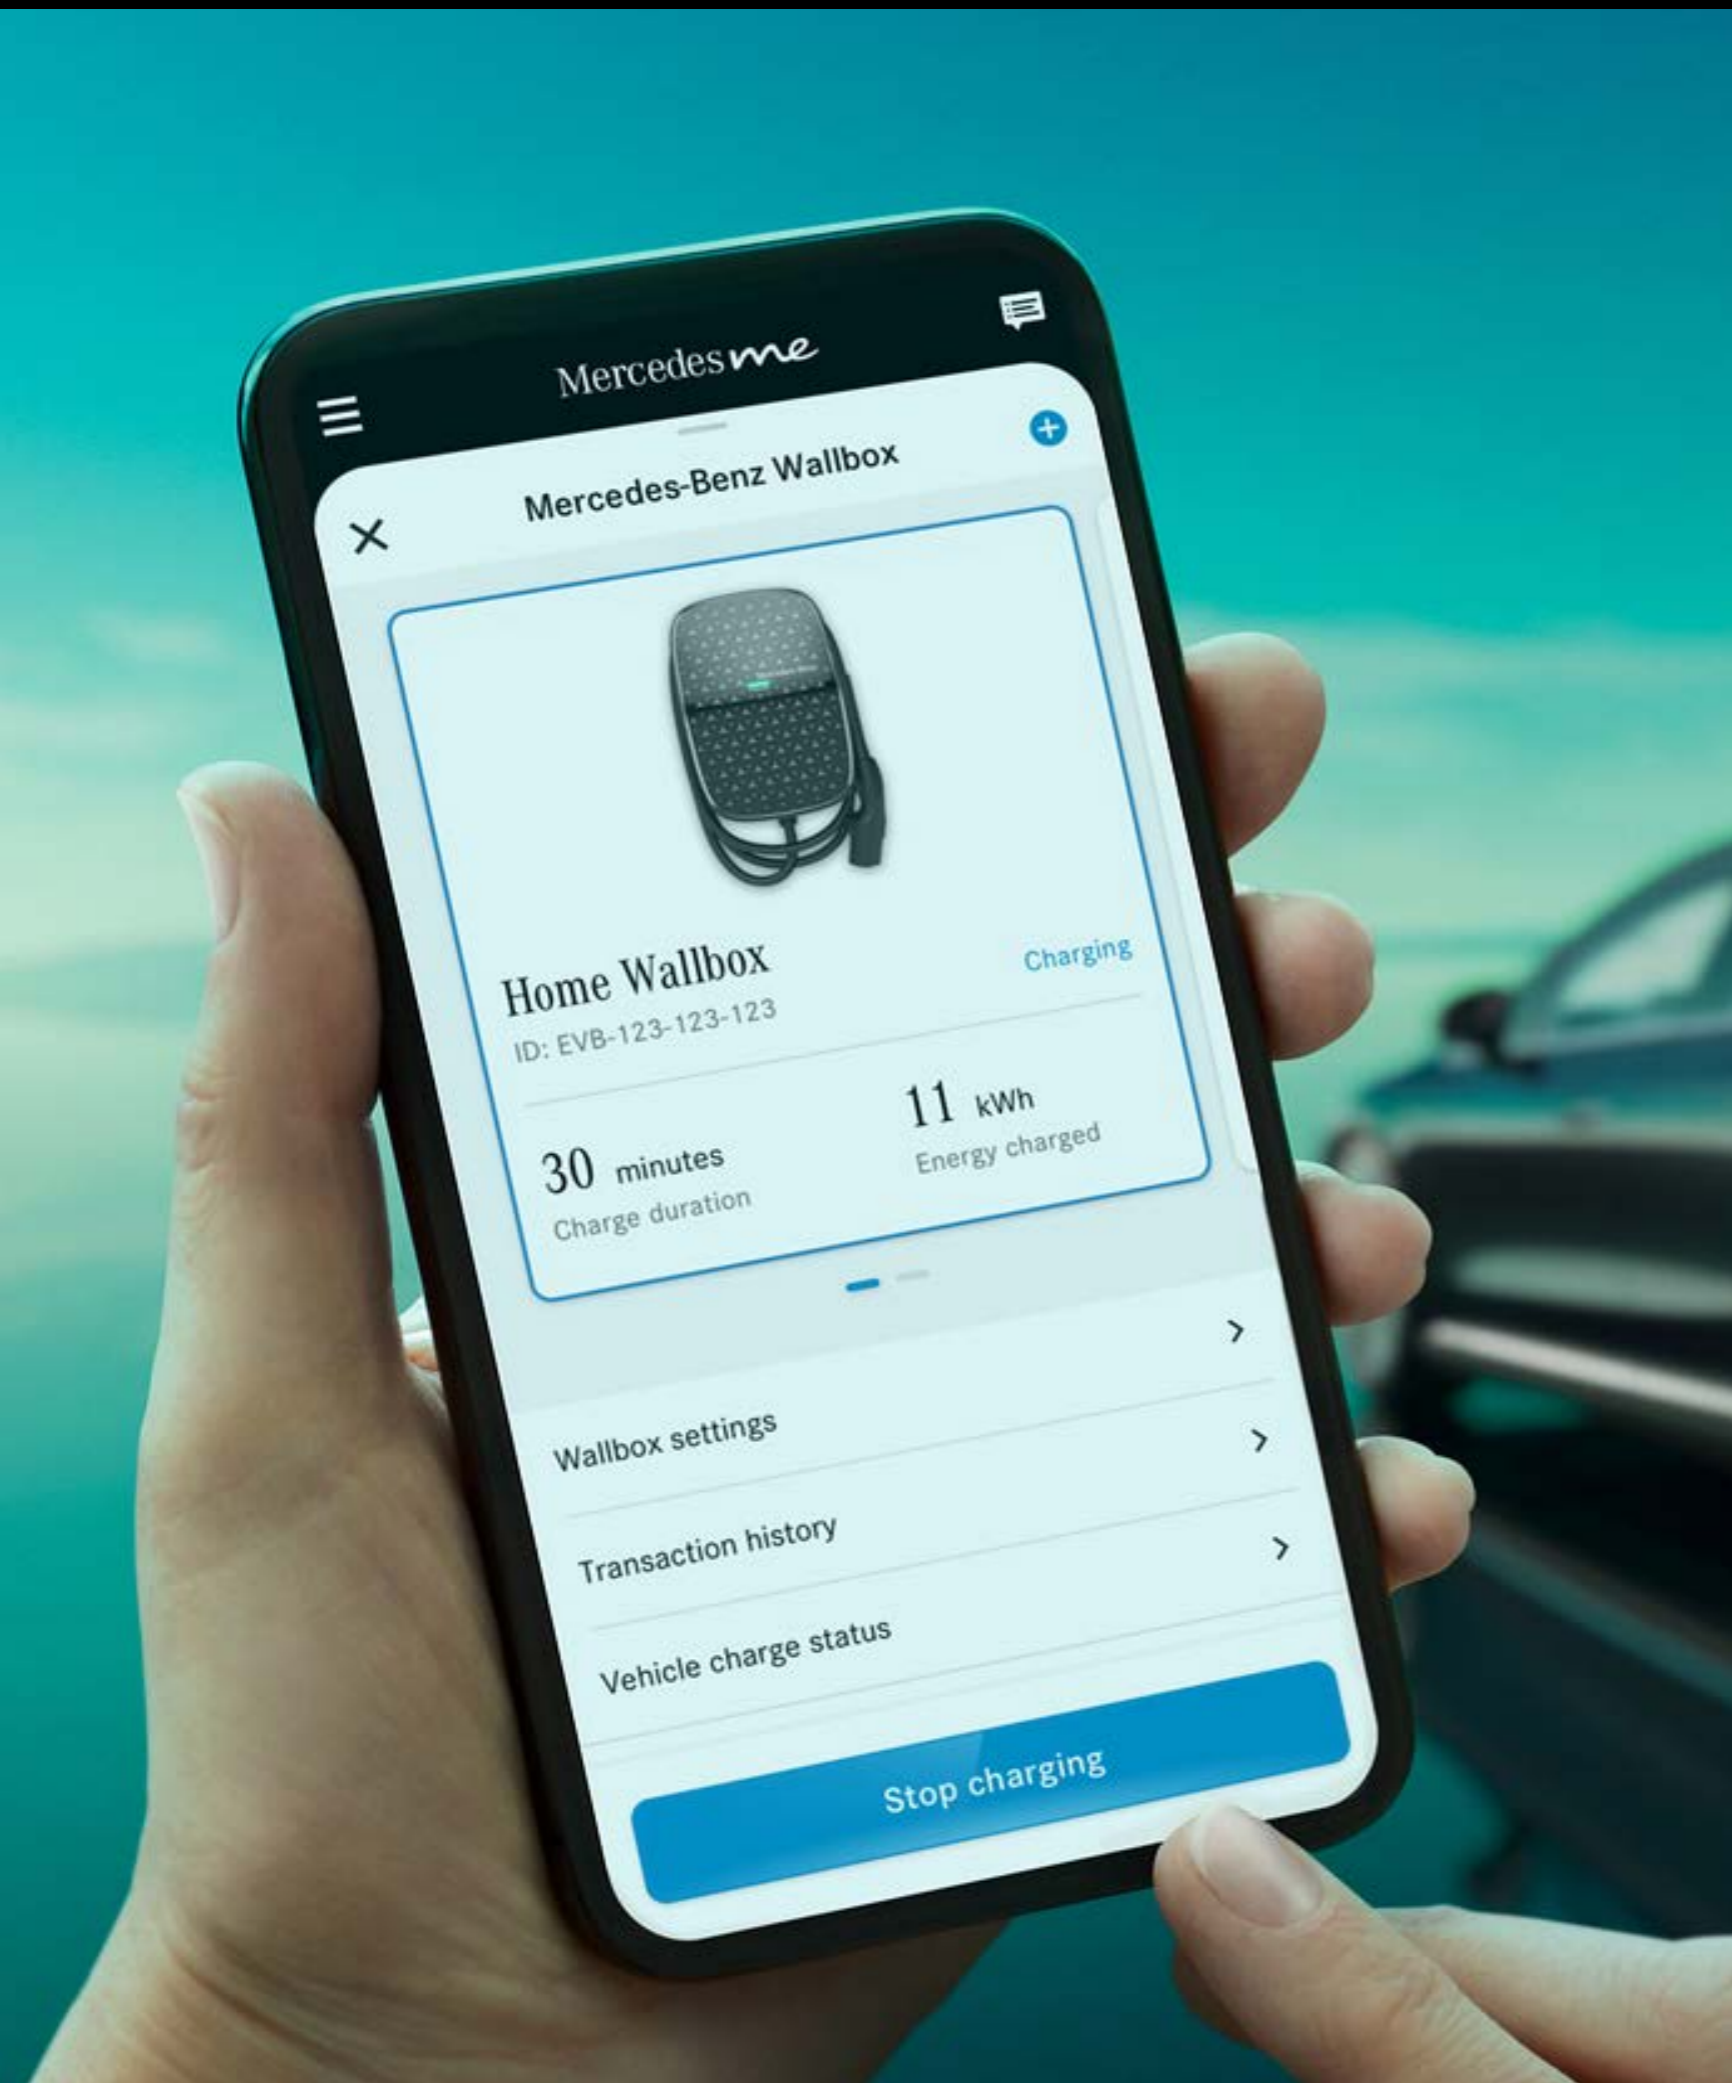 Mercedes me
Mercedes-Benz Wallbox
Home Wallbox
Charging
ID: EVB-123-123-123
30 minutes
11 kWh
Charge duration
Energy charged
Wallbox settings
Transaction history
Vehicle charge status
Stop charging